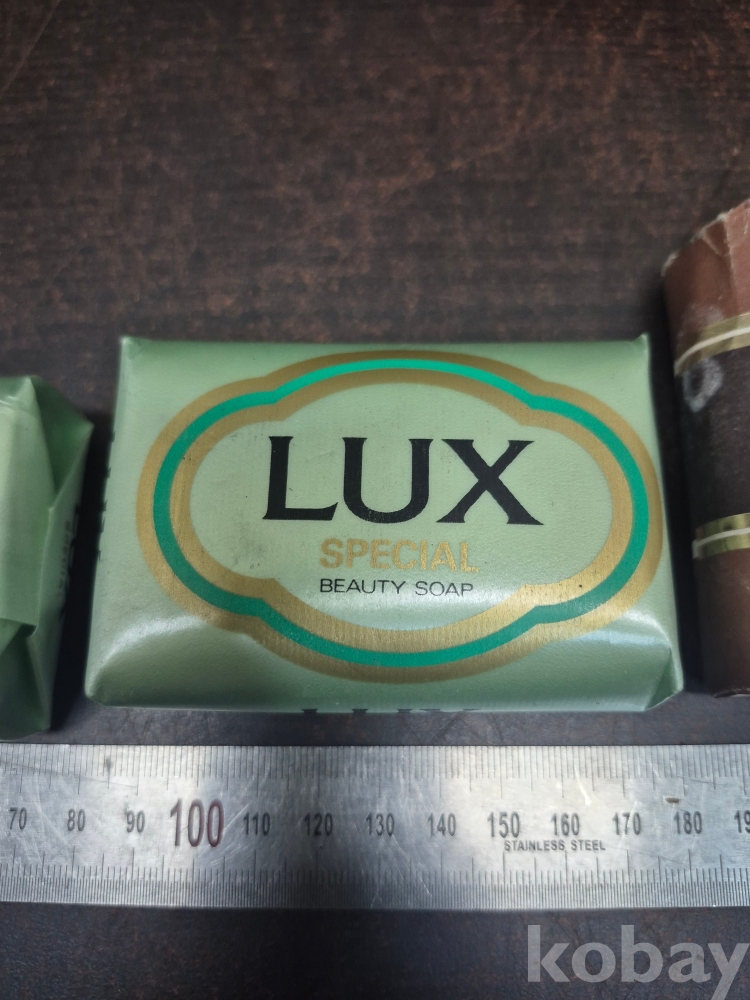 LUX
SPECIAL
BEAUTY SOAP
LUX
70 80 90 100 110 120 130 140 150 160 170 180
STAINLESS STEEL
kobay